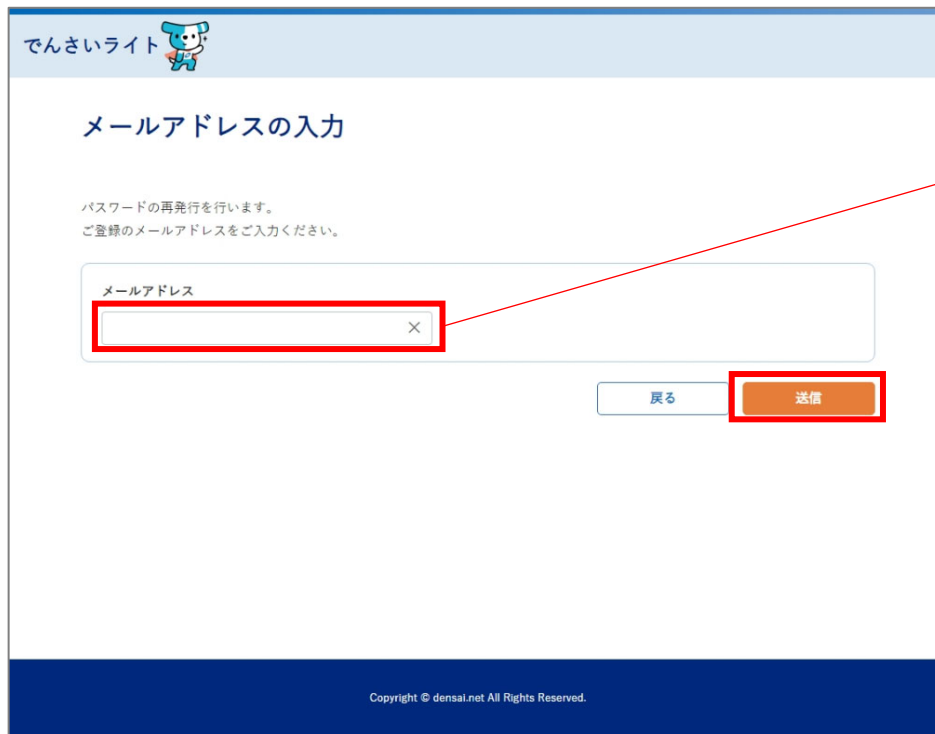 でんさいライト
メールアドレスの入力
パスワードの再発行を行います。
ご登録のメールアドレスをご入力ください。
メールアドレス
戻る
送信
Copyright © densai.net All Rights Reserved.